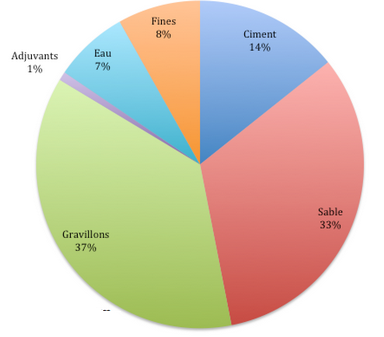 Fines
8%
Ciment
14%
Adjuvants
1%
Eau
7%
Sable
33%
Gravillons
37%
--